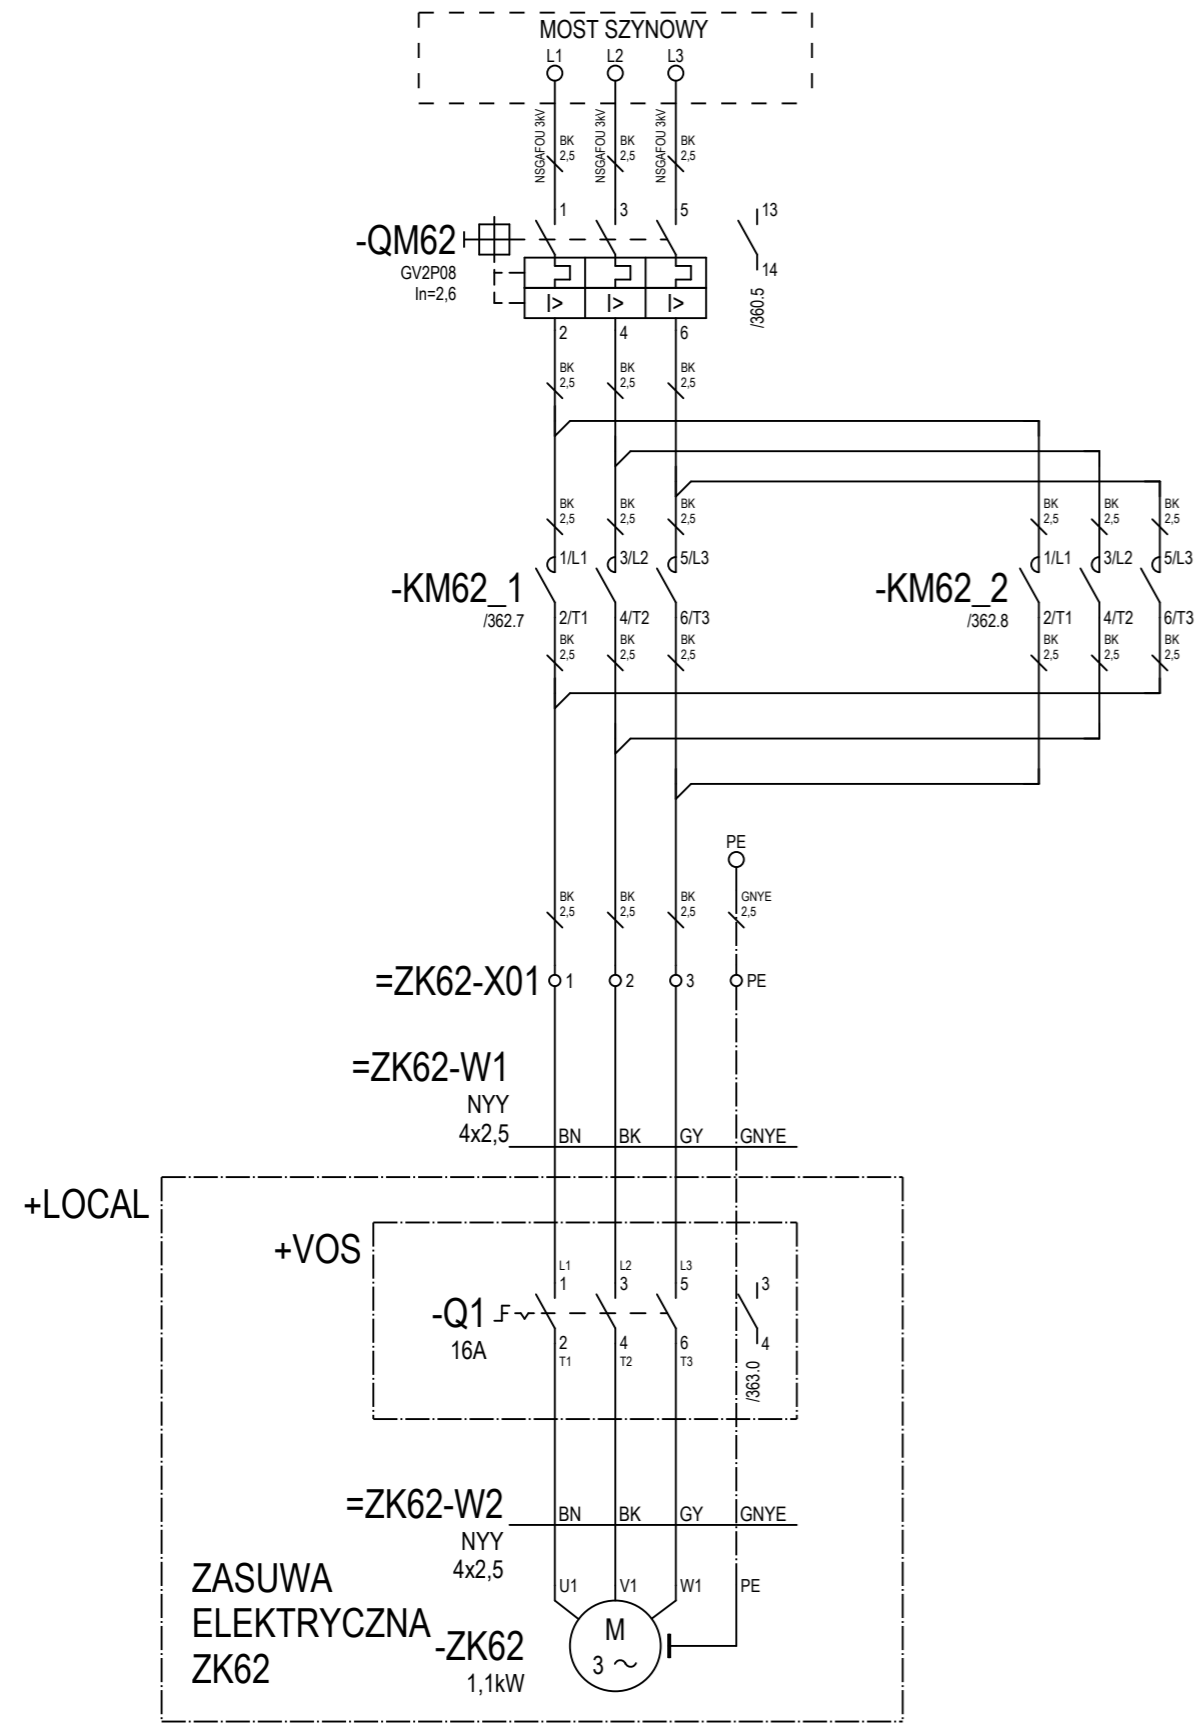 MOST SZYNOWY
L1 L2 L3
NSGAFOU 3kV BK 2,5 NSGAFOU 3kV BK 2,5 NSGAFOU 3kV BK 2,5
1 3 5 13
-QM62
GV2P08
In=2,6
14
/360.5
I> I> I>
2 4 6
BK BK BK
2,5 2,5 2,5
BK BK BK BK BK BK
2,5 2,5 2,5 2,5 2,5 2,5
1/L1 3/L2 5/L3 1/L1 3/L2 5/L3
-KM62_1 -KM62_2
/362.7 /362.8
2/T1 4/T2 6/T3 2/T1 4/T2 6/T3
BK BK BK BK BK BK
2,5 2,5 2,5 2,5 2,5 2,5
PE
BK BK BK GNYE
2,5 2,5 2,5 2,5
=ZK62-X01 1 2 3 PE
=ZK62-W1
NYY
4x2,5 BN BK GY GNYE
+LOCAL
+VOS
L1 L2 L3
1 3 5 3
-Q1
16A
2 4 6 4
T1 T2 T3
/363.0
=ZK62-W2
BN BK GY GNYE
NYY
4x2,5
U1 V1 W1 PE
ZASUWA
ELEKTRYCZNA
ZK62
-ZK62
1,1kW
M
3 ~